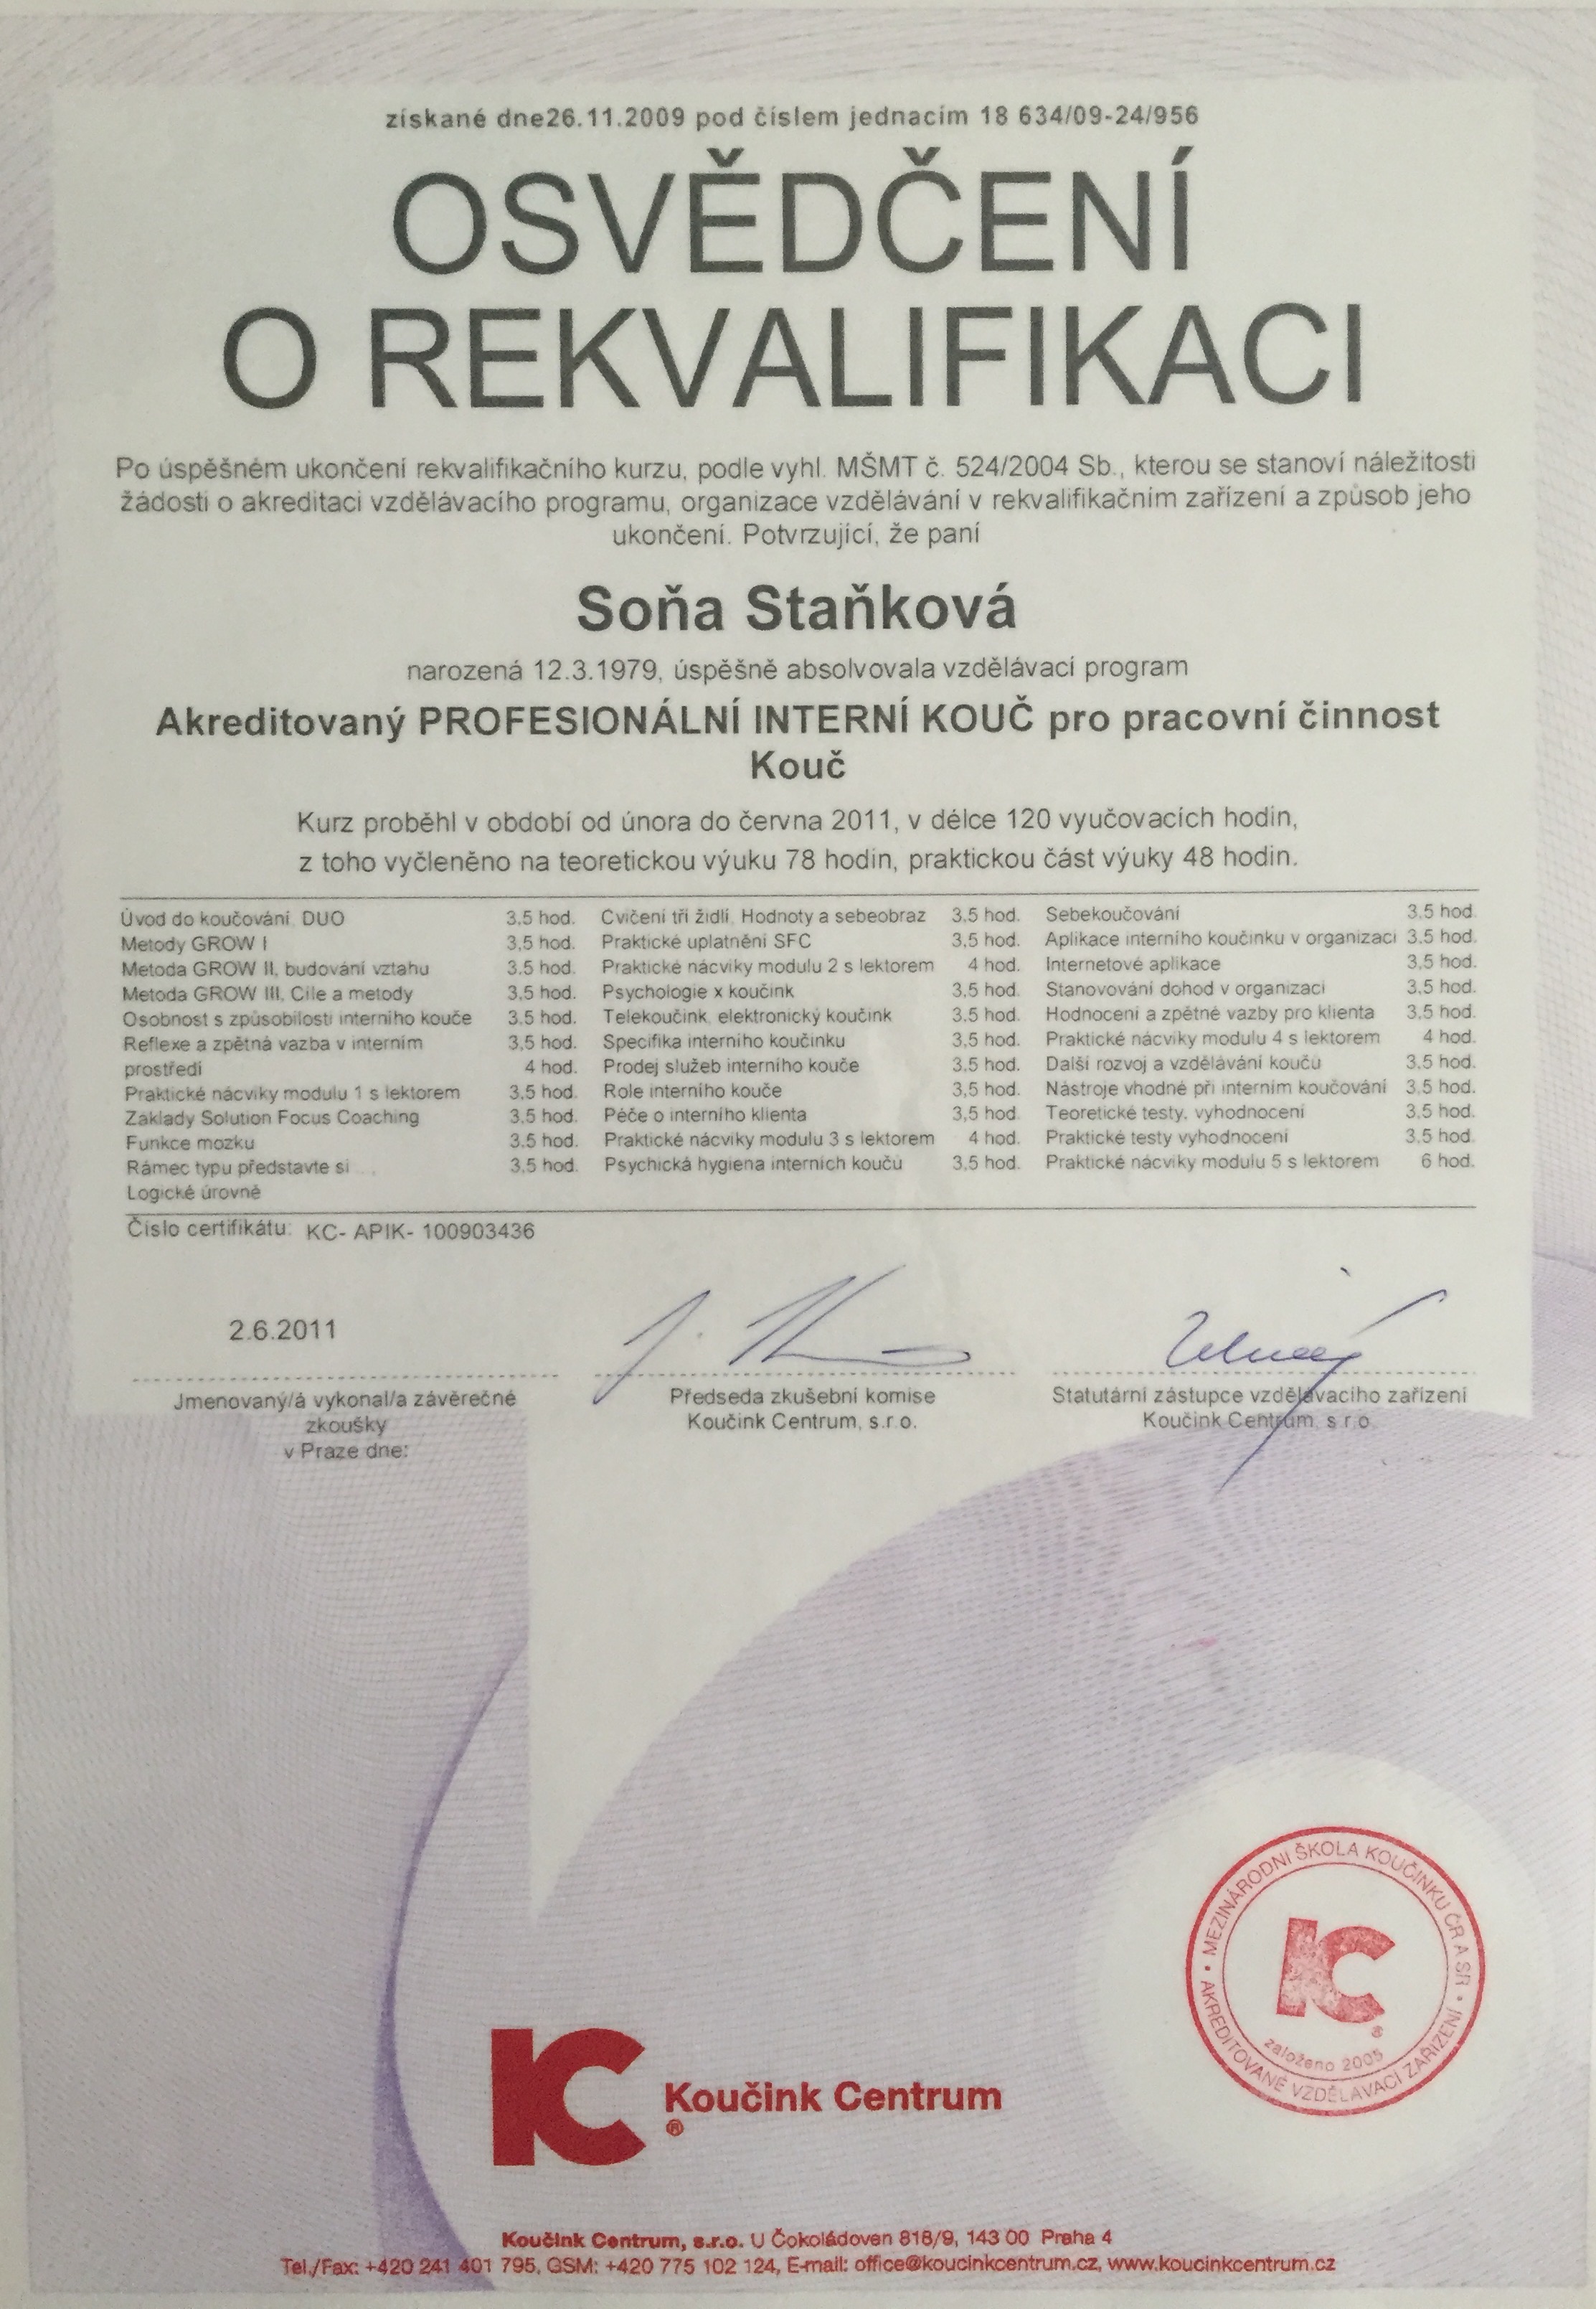 získané dne26.11.2009 pod číslem jednacím 18 634/09-24/956
OSVĚDČENÍ
O REKVALIFIKACI
Po úspěšném ukončení rekvalifikačního kurzu, podle vyhl. MŠMT č. 524/2004 Sb., kterou se stanoví náležitosti
žádosti o akreditaci vzdělávacího programu, organizace vzdělávání v rekvalifikačním zařízení a způsob jeho
ukončení. Potvrzující, že paní
Soňa Staňková
narozená 12.3.1979, úspěšně absolvovala vzdělávací program
Akreditovaný PROFESIONÁLNÍ INTERNÍ KOUČ pro pracovní činnost
Kouč
Kurz proběhl v období od února do června 2011, v délce 120 vyučovacích hodin,
z toho vyčleněno na teoretickou výuku 78 hodin, praktickou část výuky 48 hodin.
Úvod do koučování. DUO 3,5 hod. Cvičení tří židlí. Hodnoty a sebeobraz 3,5 hod. Sebekoučování 3,5 hod.
Metody GROW I 3,5 hod. Praktické uplatnění SFC 3,5 hod. Aplikace interního koučinku v organizaci 3,5 hod.
Metoda GROW II, budování vztahu 3,5 hod. Praktické nácviky modulu 2 s lektorem 4 hod. Internetové aplikace 3,5 hod.
Metoda GROW III, Cíle a metody 3,5 hod. Psychologie x koučink 3,5 hod. Stanovování dohod v organizaci 3,5 hod.
Osobnost s způsobilostí interního kouče 3,5 hod. Telekoučink, elektronický koučink 3,5 hod. Hodnocení a zpětné vazby pro klienta 3,5 hod.
Reflexe a zpětná vazba v interním 3,5 hod. Specifika interního koučinku 3,5 hod. Praktické nácviky modulu 4 s lektorem 4 hod.
prostředí 4 hod. Prodej služeb interního kouče 3,5 hod. Další rozvoj a vzdělávání koučů 3,5 hod.
Praktické nácviky modulu 1 s lektorem 3,5 hod. Role interního kouče 3,5 hod. Nástroje vhodné při interním koučování 3,5 hod.
Základy Solution Focus Coaching 3,5 hod. Péče o interního klienta 3,5 hod. Teoretické testy, vyhodnocení 3,5 hod.
Funkce mozku 3,5 hod. Praktické nácviky modulu 3 s lektorem 4 hod. Praktické testy vyhodnocení 3,5 hod.
Rámec typu představte si... 3,5 hod. Psychická hygiena interních koučů 3,5 hod. Praktické nácviky modulu 5 s lektorem 6 hod.
Logické úrovně
Číslo certifikátu: KC- APIK- 100903436
2.6.2011
Jmenovaný/á vykonal/a závěrečné
zkoušky
v Praze dne:
Předseda zkušební komise
Koučink Centrum, s.r.o.
Statutární zástupce vzdělávacího zařízení
Koučink Centrum, s.r.o.
• MEZINÁRODNÍ ŠKOLA KOUČINKU ČR A SR •
AKREDITOVANÉ VZDĚLÁVACÍ ZAŘÍZENÍ
KC®
založeno 2005
KC
Koučink Centrum
®
Koučink Centrum, s.r.o. U Čokoládoven 818/9, 143 00 Praha 4
Tel./Fax: +420 241 401 795, GSM: +420 775 102 124, E-mail: office@koucinkcentrum.cz, www.koucinkcentrum.cz